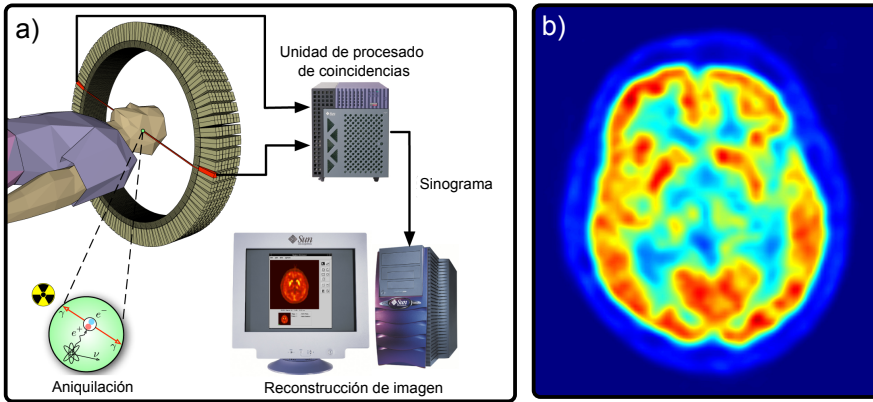 a)
Unidad de procesado
de coincidencias
Sinograma
Sun
γ
e⁻
e⁺
γ
ν
Aniquilación
Reconstrucción de imagen
b)